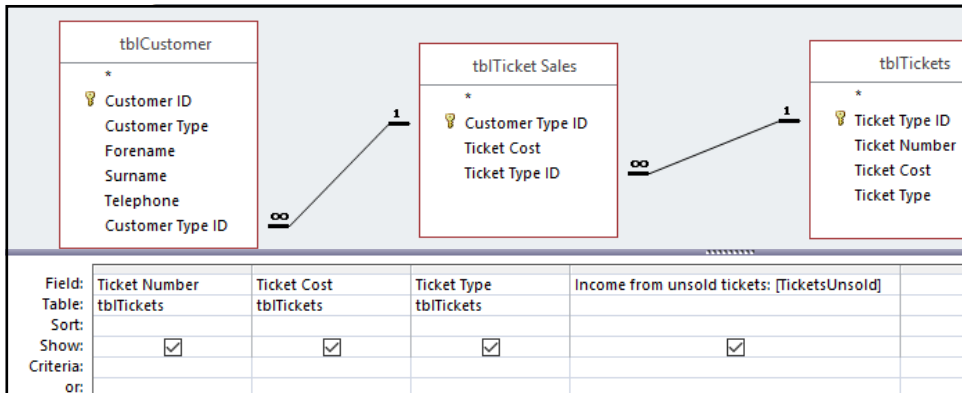 tblCustomer
*
Customer ID
Customer Type
Forename
Surname
Telephone
Customer Type ID
∞
1
tblTicket Sales
*
Customer Type ID
Ticket Cost
Ticket Type ID
∞
1
tblTickets
*
Ticket Type ID
Ticket Number
Ticket Cost
Ticket Type
Field: Ticket Number Ticket Cost Ticket Type Income from unsold tickets: [TicketsUnsold]
Table: tblTickets tblTickets tblTickets
Sort:
Show:
Criteria:
or: